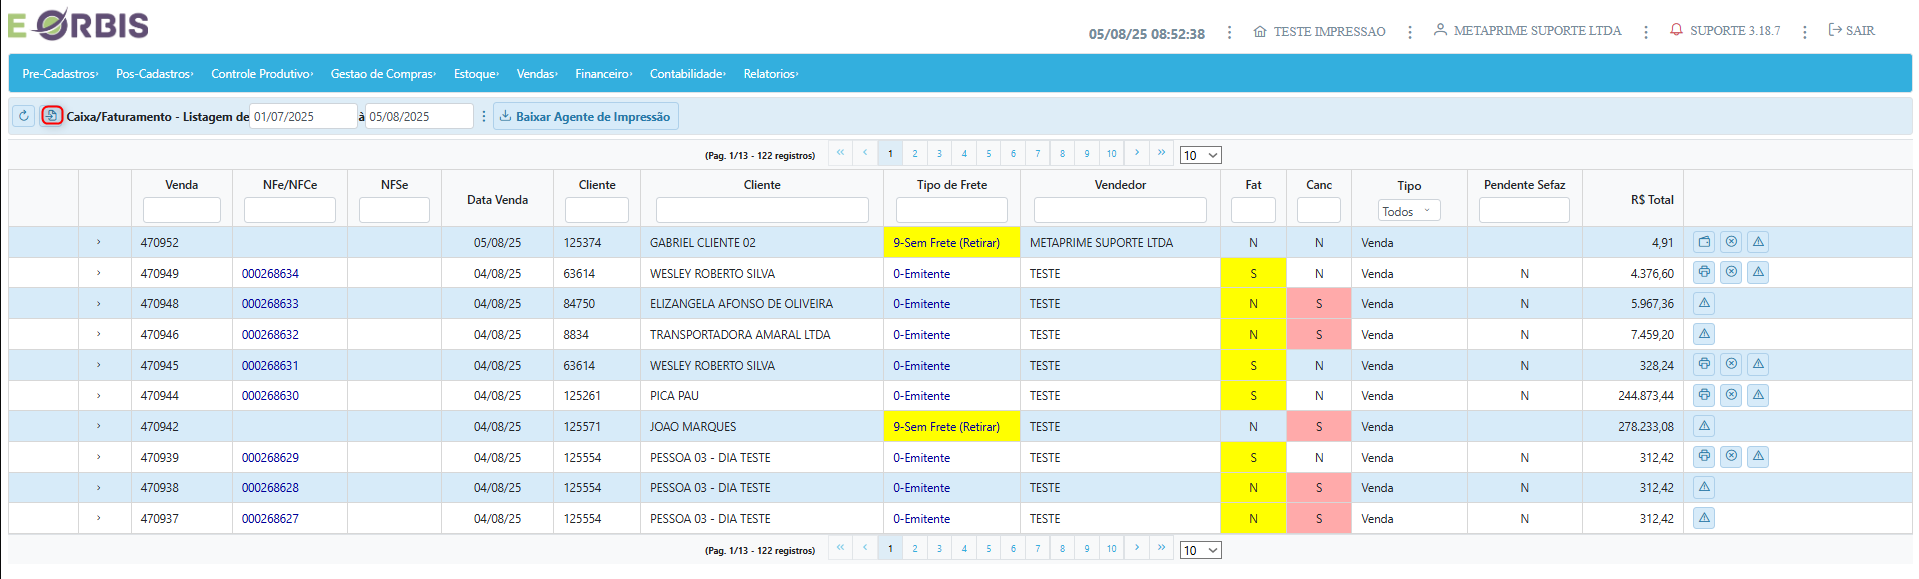 E ORBIS
05/08/25 08:52:38 TESTE IMPRESSAO METAPRIME SUPORTE LTDA SUPORTE 3.18.7 SAIR
Pre-Cadastros Pos-Cadastros Controle Produtivo Gestao de Compras Estoque Vendas Financeiro Contabilidade Relatorios
Caixa/Faturamento - Listagem de 01/07/2025 à 05/08/2025 Baixar Agente de Impressão
(Pag. 1/13 - 122 registros) « ‹ 1 2 3 4 5 6 7 8 9 10 › » 10
Venda NFe/NFCe NFSe Data Venda Cliente Cliente Tipo de Frete Vendedor Fat Canc Tipo Pendente Sefaz R$ Total
Todos
470952 05/08/25 125374 GABRIEL CLIENTE 02 9-Sem Frete (Retirar) METAPRIME SUPORTE LTDA N N Venda 4,91
470949 000268634 04/08/25 63614 WESLEY ROBERTO SILVA 0-Emitente TESTE S N Venda N 4.376,60
470948 000268633 04/08/25 84750 ELIZANGELA AFONSO DE OLIVEIRA 0-Emitente TESTE N S Venda N 5.967,36
470946 000268632 04/08/25 8834 TRANSPORTADORA AMARAL LTDA 0-Emitente TESTE N S Venda N 7.459,20
470945 000268631 04/08/25 63614 WESLEY ROBERTO SILVA 0-Emitente TESTE S N Venda N 328,24
470944 000268630 04/08/25 125261 PICA PAU 0-Emitente TESTE S N Venda N 244.873,44
470942 04/08/25 125571 JOAO MARQUES 9-Sem Frete (Retirar) TESTE N S Venda 278.233,08
470939 000268629 04/08/25 125554 PESSOA 03 - DIA TESTE 0-Emitente TESTE S N Venda N 312,42
470938 000268628 04/08/25 125554 PESSOA 03 - DIA TESTE 0-Emitente TESTE N S Venda N 312,42
470937 000268627 04/08/25 125554 PESSOA 03 - DIA TESTE 0-Emitente TESTE N S Venda N 312,42
(Pag. 1/13 - 122 registros) « ‹ 1 2 3 4 5 6 7 8 9 10 › » 10